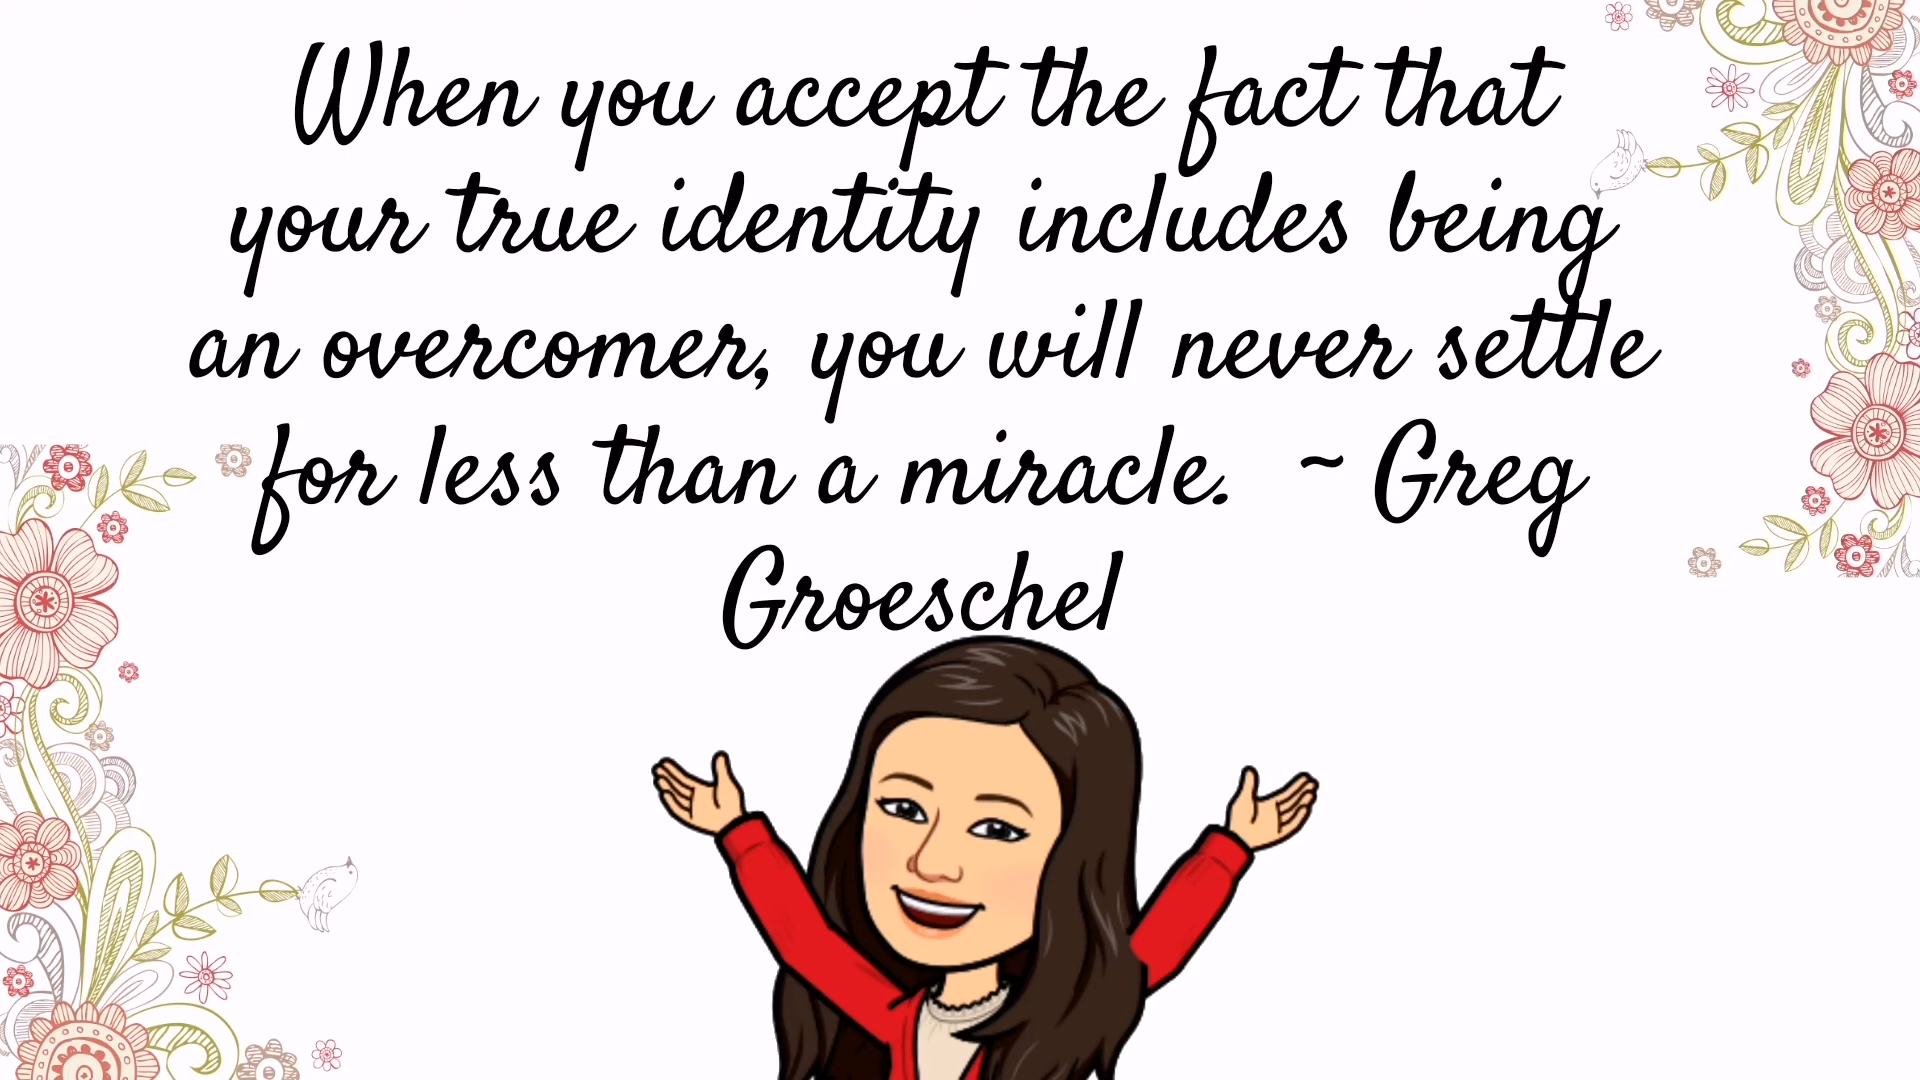 When you accept the fact that
your true identity includes being
an overcomer, you will never settle
for less than a miracle. ~ Greg
Groeschel